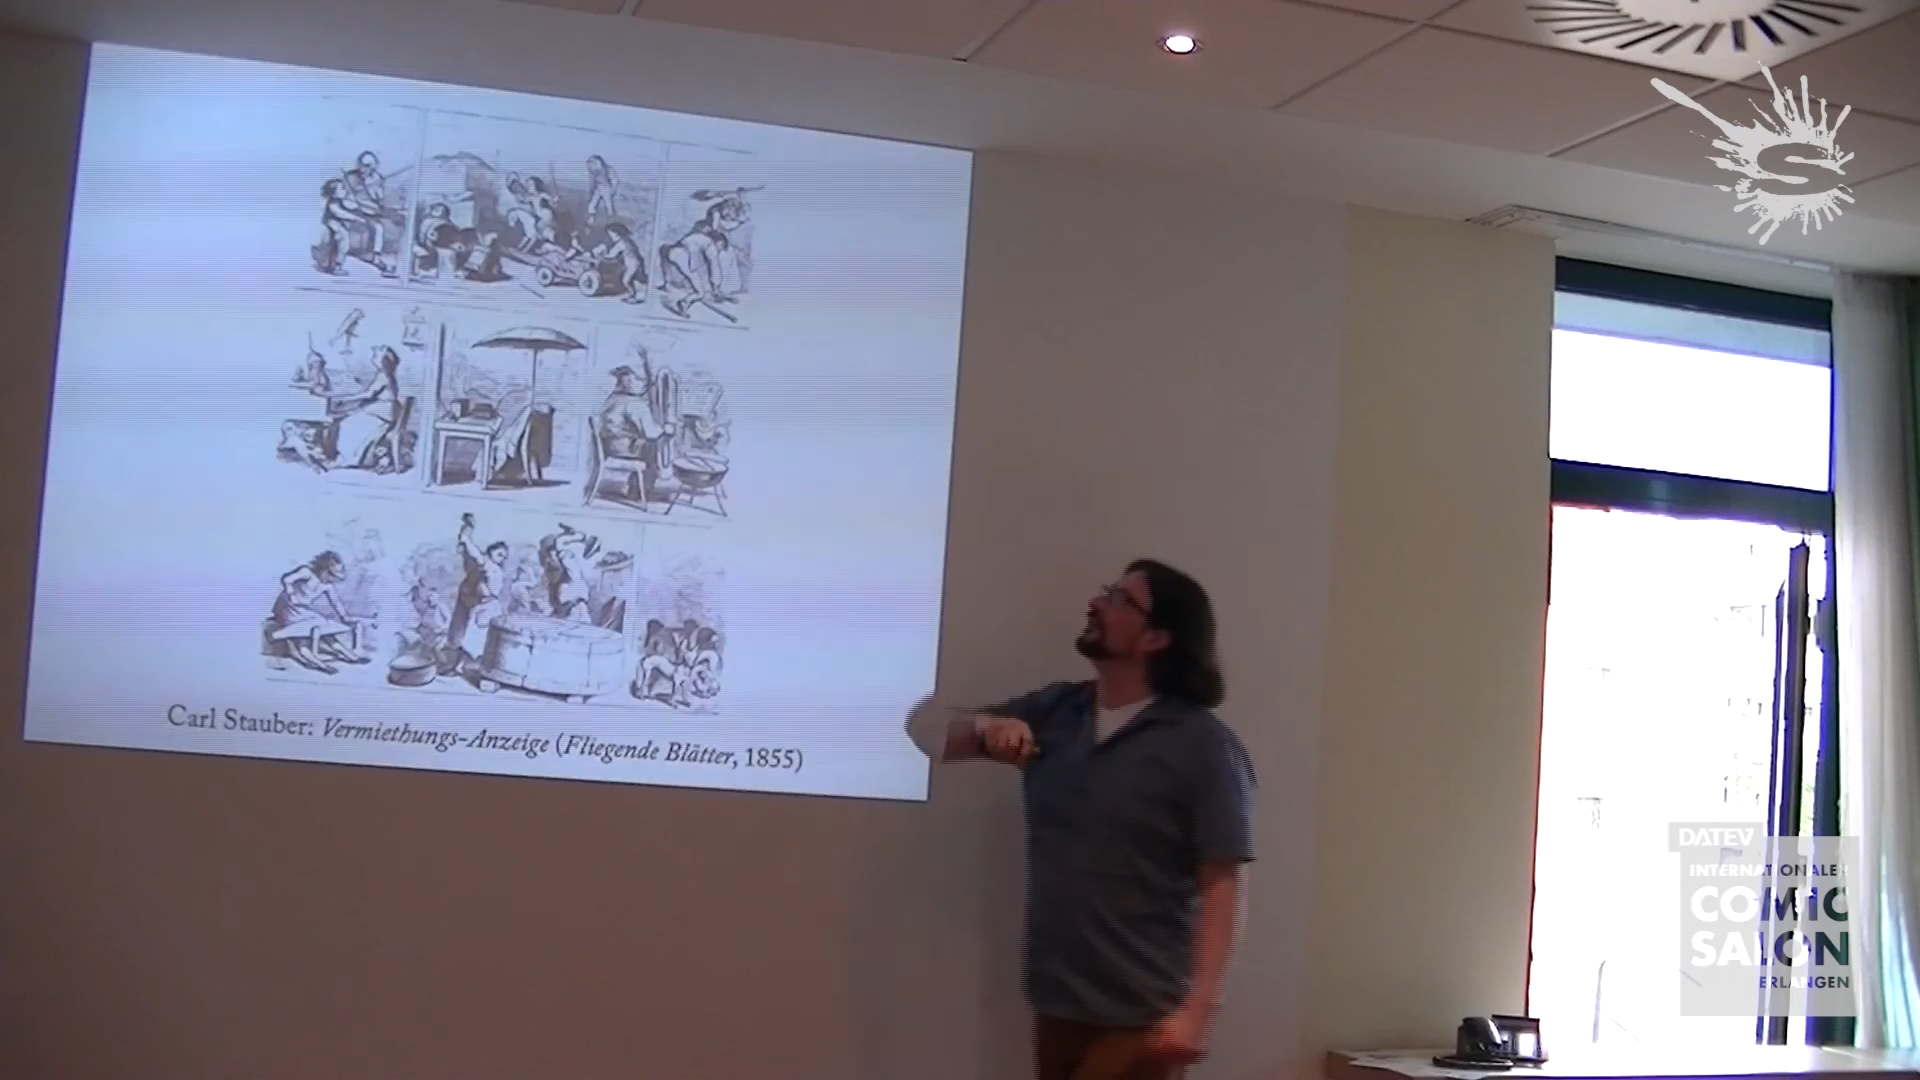 Carl Stauber: Vermiethungs-Anzeige (Fliegende Blätter, 1855)
DATEV
INTERNATIONALER
COMIC
SALON
ERLANGEN